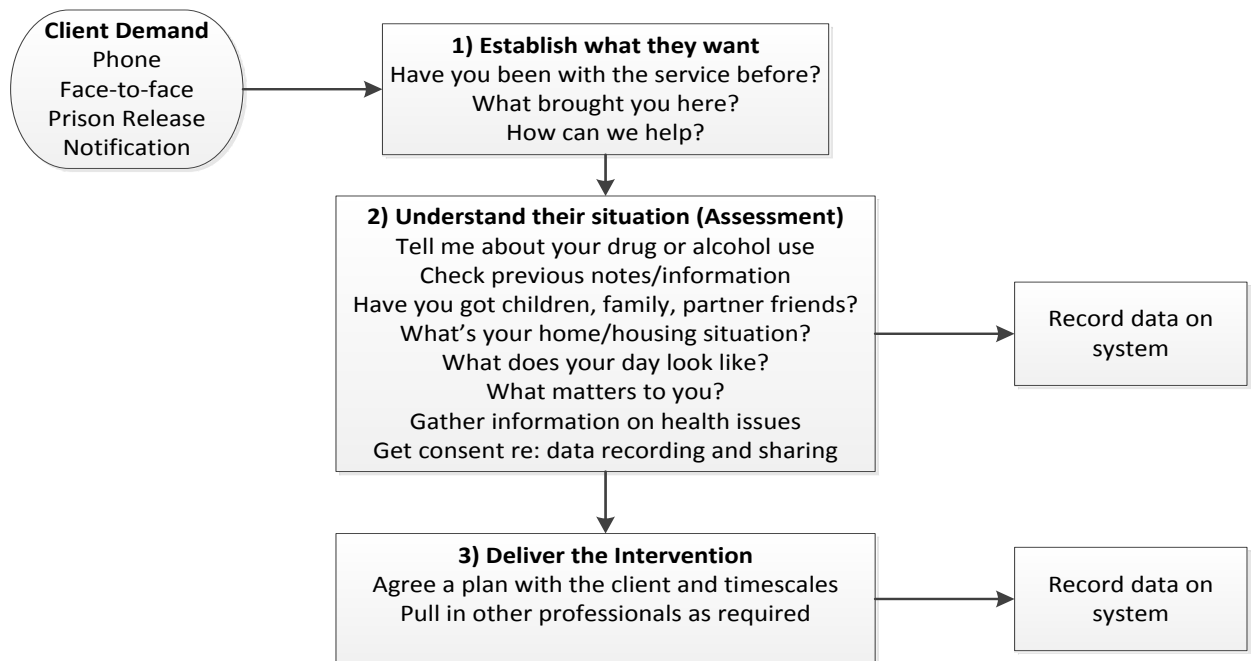 Client Demand
Phone
Face-to-face
Prison Release
Notification
1) Establish what they want
Have you been with the service before?
What brought you here?
How can we help?
2) Understand their situation (Assessment)
Tell me about your drug or alcohol use
Check previous notes/information
Have you got children, family, partner friends?
What’s your home/housing situation?
What does your day look like?
What matters to you?
Gather information on health issues
Get consent re: data recording and sharing
Record data on
system
3) Deliver the Intervention
Agree a plan with the client and timescales
Pull in other professionals as required
Record data on
system